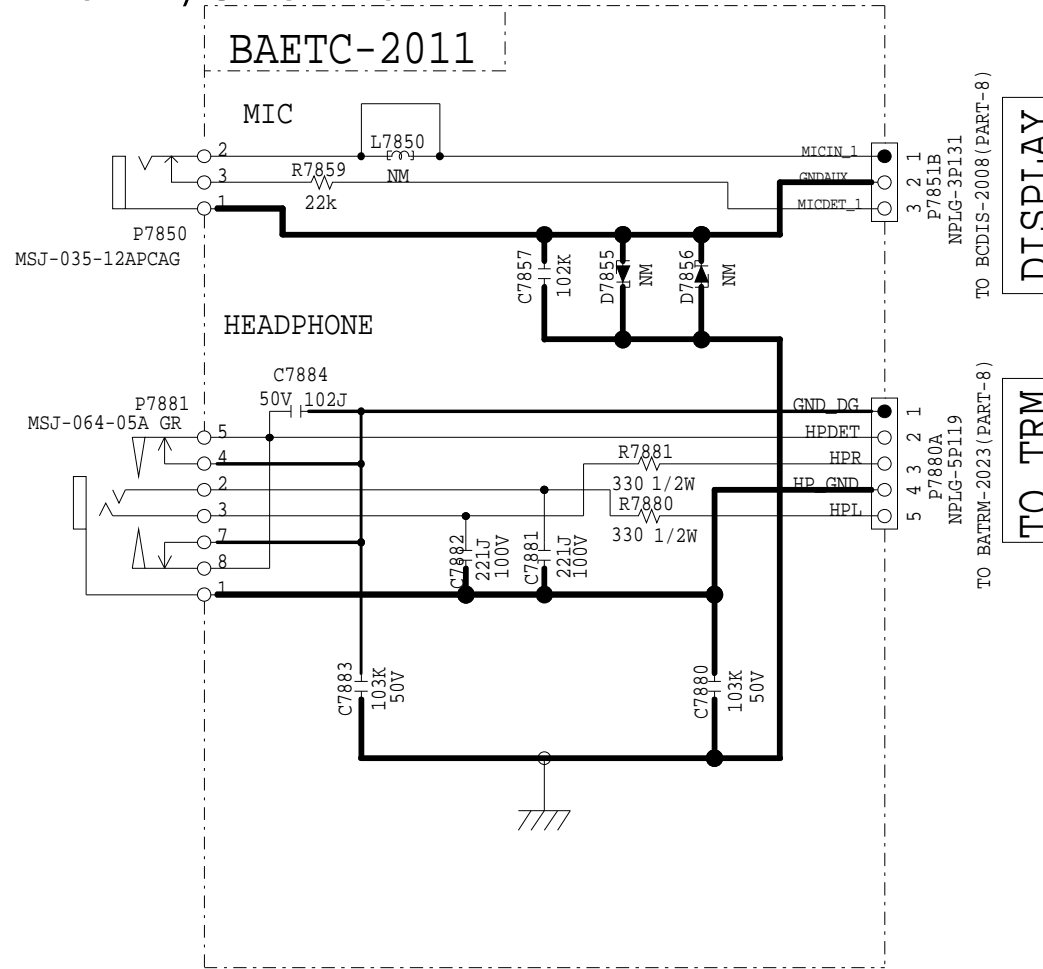 BAETC-2011
MIC
L7850
NM
R7859
22k
2
3
1
P7850
MSJ-035-12APCAG
MICIN_1
GNDAUX
MICDET_1
1
2
3
P7851B
NPLG-3P131
TO BCDIS-2008(PART-8)
DISPLAY
C7857
102K
D7855
NM
D7856
NM
HEADPHONE
C7884
50V 102J
P7881
MSJ-064-05A GR
5
4
2
3
7
8
1
GND_DG
HPDET
HPR
HP_GND
HPL
R7881
330 1/2W
R7880
330 1/2W
1
2
3
4
5
P7880A
NPLG-5P119
TO BATRM-2023(PART-8)
TO TRM
C7882
221J
100V
C7881
221J
100V
C7883
103K
50V
C7880
103K
50V